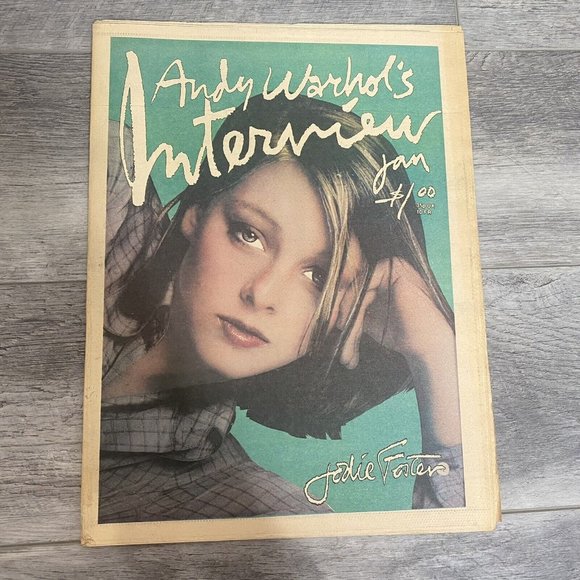 Andy Warhol's
Interview
jan
$1.00
Jodie Foster